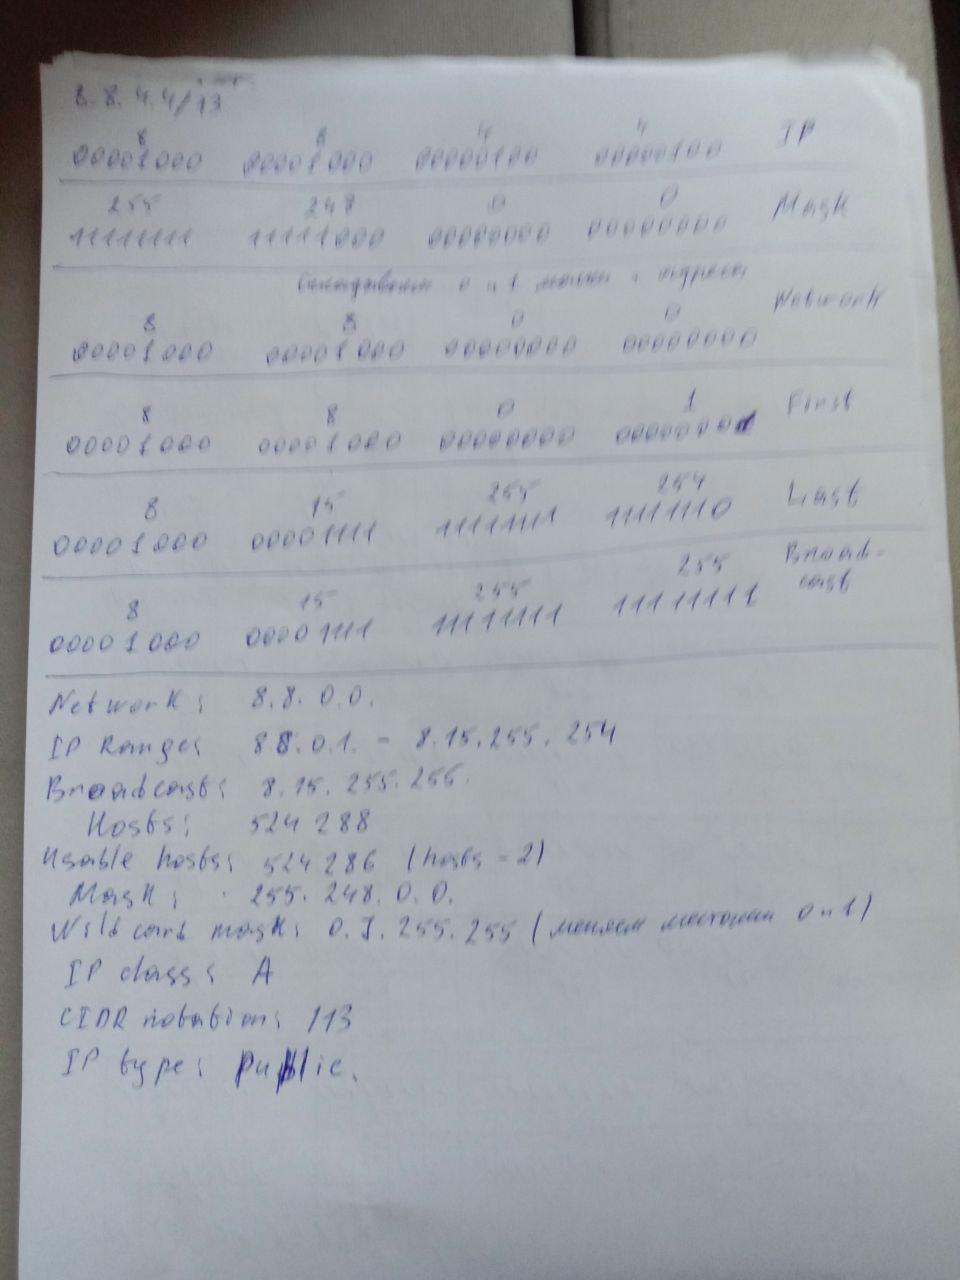 8.8.4.4/13
8 8 4 4
00001000 00001000 00000100 00000100 IP
255 248 0 0
11111111 11111000 00000000 00000000 Mask
Складываем 0 и 1 маски и адреса
8 8 0 0
00001000 00001000 00000000 00000000 Network
8 8 0 1
00001000 00001000 00000000 00000001 First
8 15 255 254
00001000 00001111 11111111 11111110 Last
8 15 255 255
00001000 00001111 11111111 11111111 Broad-cast
Network: 8.8.0.0.
IP Range: 8.8.0.1. - 8.15.255.254
Broadcast: 8.15.255.255.
Hosts: 524 288
Usable hosts: 524 286 (hosts - 2)
Mask: 255.248.0.0.
Wildcard mask: 0.7.255.255 (меняем местами 0 и 1)
IP class: A
CIDR notation: /13
IP type: public.